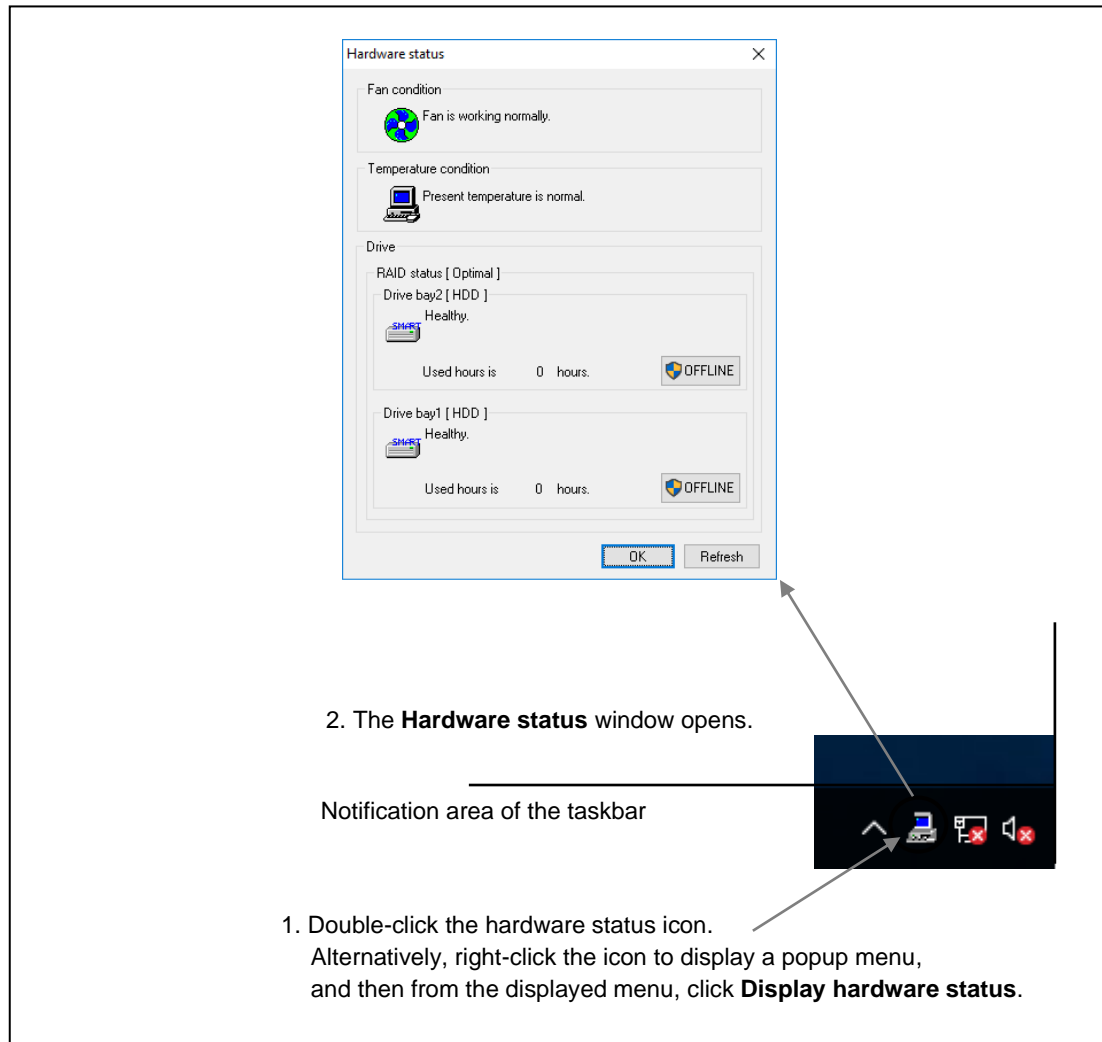 Hardware status
Fan condition
Fan is working normally.
Temperature condition
Present temperature is normal.
Drive
RAID status [ Optimal ]
Drive bay2 [ HDD ]
SMART
Healthy.
Used hours is 0 hours.
OFFLINE
Drive bay1 [ HDD ]
SMART
Healthy.
Used hours is 0 hours.
OFFLINE
OK Refresh
2. The Hardware status window opens.
Notification area of the taskbar
1. Double-click the hardware status icon.
Alternatively, right-click the icon to display a popup menu,
and then from the displayed menu, click Display hardware status.